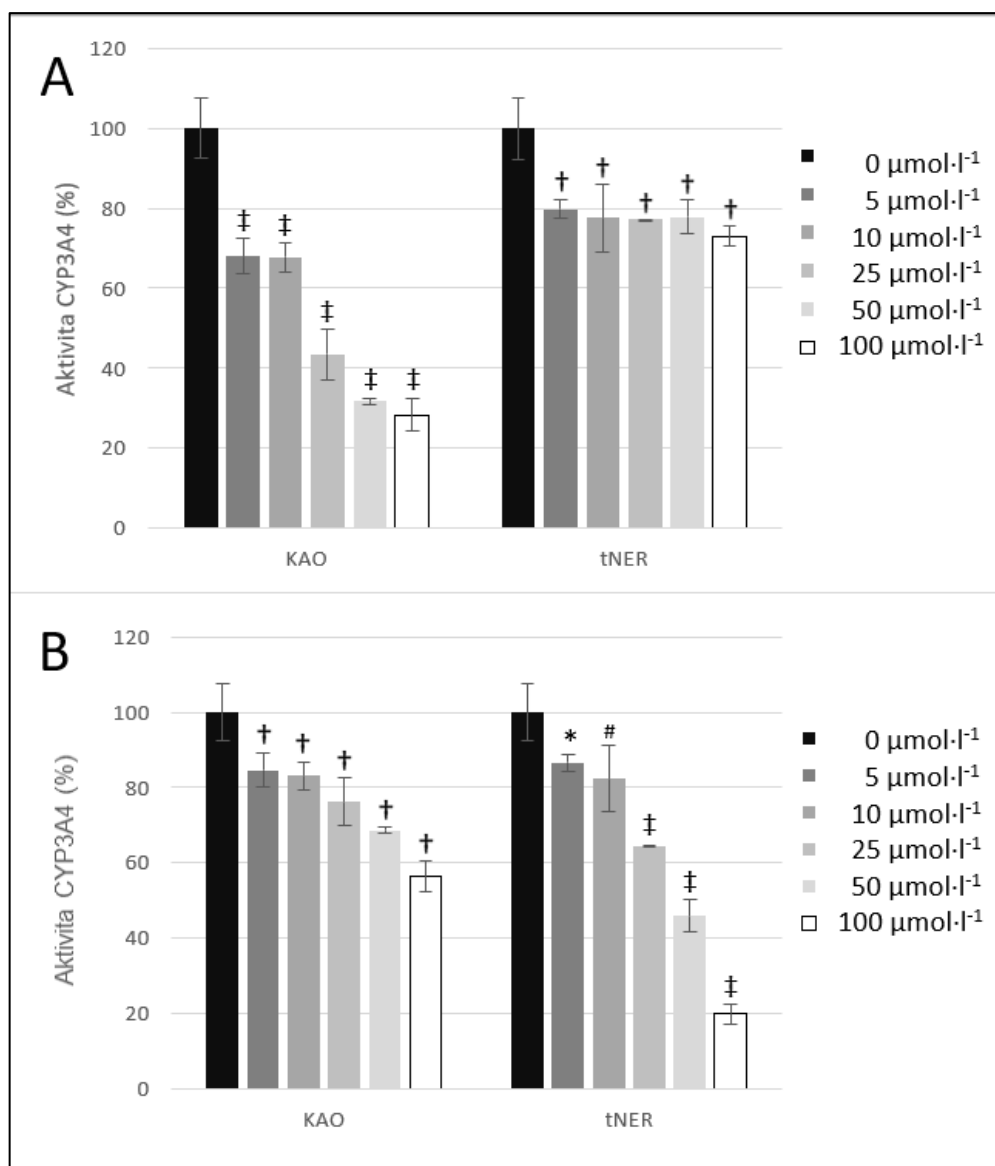 A
Aktivita CYP3A4 (%)
120
100
80
60
40
20
0
‡ ‡ ‡ ‡ ‡
† † † † †
KAO tNER
0 µmol·l⁻¹
5 µmol·l⁻¹
10 µmol·l⁻¹
25 µmol·l⁻¹
50 µmol·l⁻¹
100 µmol·l⁻¹
B
Aktivita CYP3A4 (%)
120
100
80
60
40
20
0
† † † † †
* # ‡ ‡ ‡
KAO tNER
0 µmol·l⁻¹
5 µmol·l⁻¹
10 µmol·l⁻¹
25 µmol·l⁻¹
50 µmol·l⁻¹
100 µmol·l⁻¹